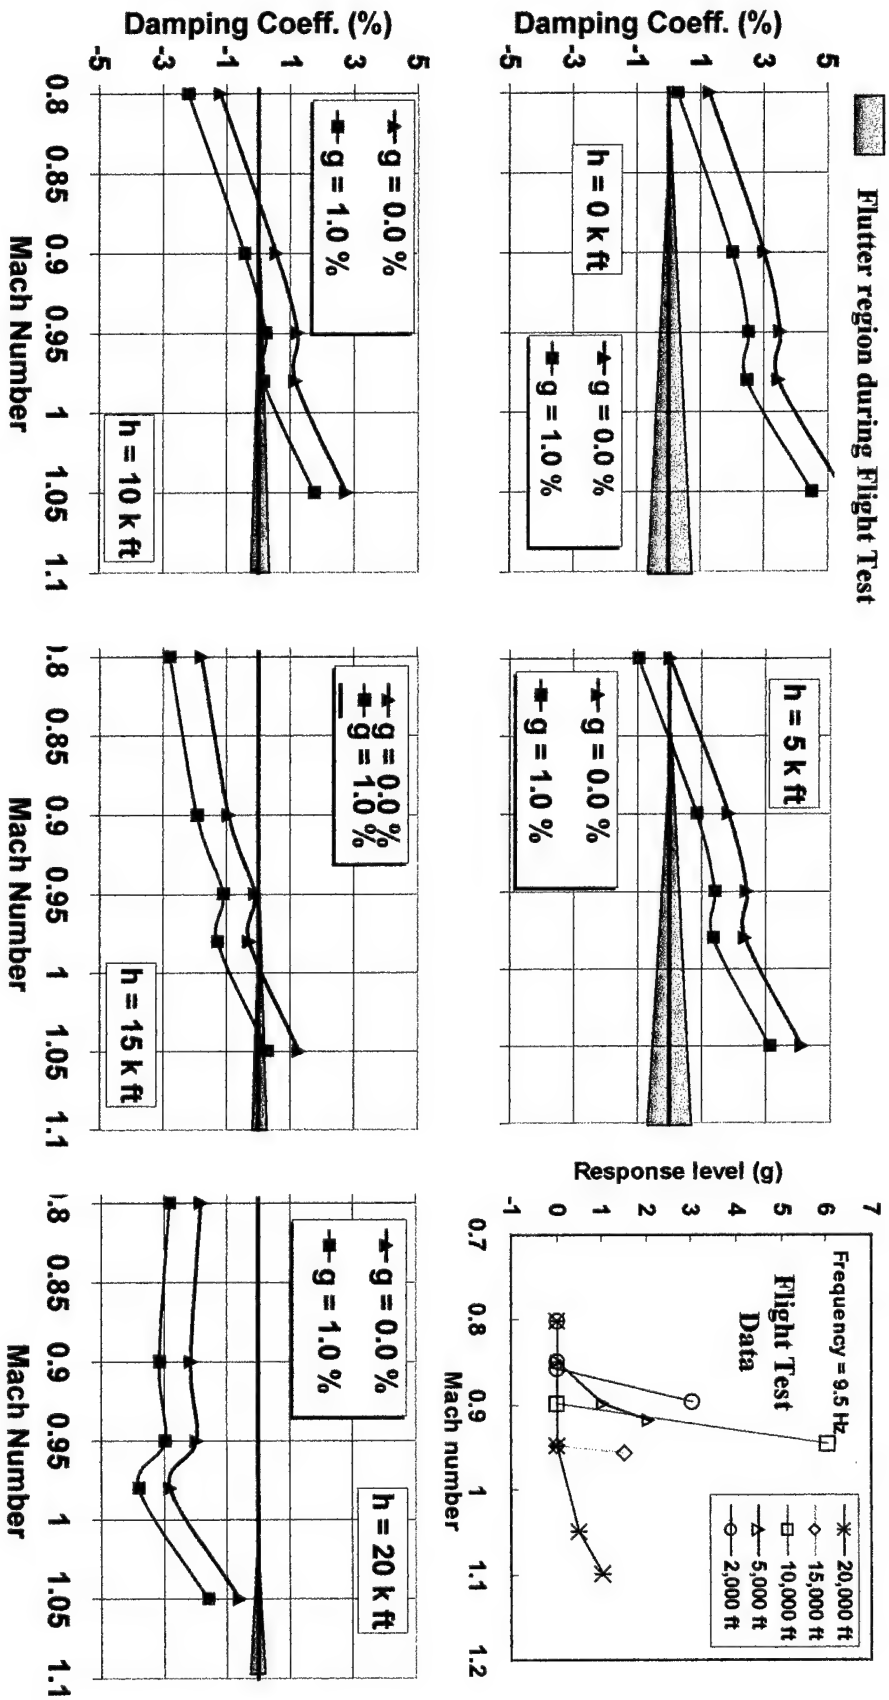 Flutter region during Flight Test
Damping Coeff. (%)
5
3
1
-1
-3
-5
h = 0 k ft
g = 0.0 %
g = 1.0 %
h = 5 k ft
g = 0.0 %
g = 1.0 %
Response level (g)
6
5
4
3
2
1
0
-1
Frequency = 9.5 Hz
Flight Test
Data
20,000 ft
15,000 ft
10,000 ft
5,000 ft
2,000 ft
0.7 0.8 0.9 1 1.1 1.2
Mach number
Damping Coeff. (%)
5
3
1
-1
-3
-5
g = 0.0 %
g = 1.0 %
h = 10 k ft
0.8 0.85 0.9 0.95 1 1.05 1.1
Mach Number
g = 0.0 %
g = 1.0 %
h = 15 k ft
).8 0.85 0.9 0.95 1 1.05 1.1
Mach Number
g = 0.0 %
g = 1.0 %
h = 20 k ft
).8 0.85 0.9 0.95 1 1.05 1.1
Mach Number